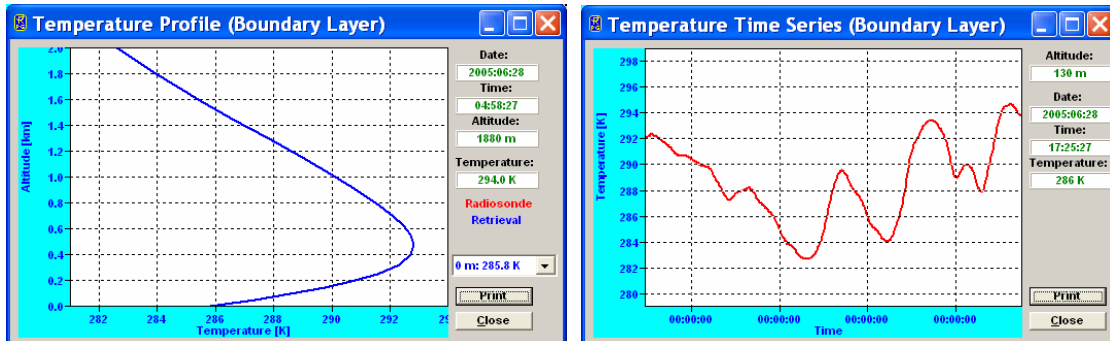 Temperature Profile (Boundary Layer)
Altitude [km]
2.0
1.8
1.6
1.4
1.2
1.0
0.8
0.6
0.4
0.2
0.0
282 284 286 288 290 292
Temperature [K]
Date:
2005:06:28
Time:
04:58:27
Altitude:
1880 m
Temperature:
294.0 K
Radiosonde
Retrieval
0 m: 285.8 K
Print
Close
Temperature Time Series (Boundary Layer)
Temperature [K]
298
296
294
292
290
288
286
284
282
280
00:00:00 00:00:00 00:00:00 00:00:00
Time
Altitude:
130 m
Date:
2005:06:28
Time:
17:25:27
Temperature:
286 K
Print
Close